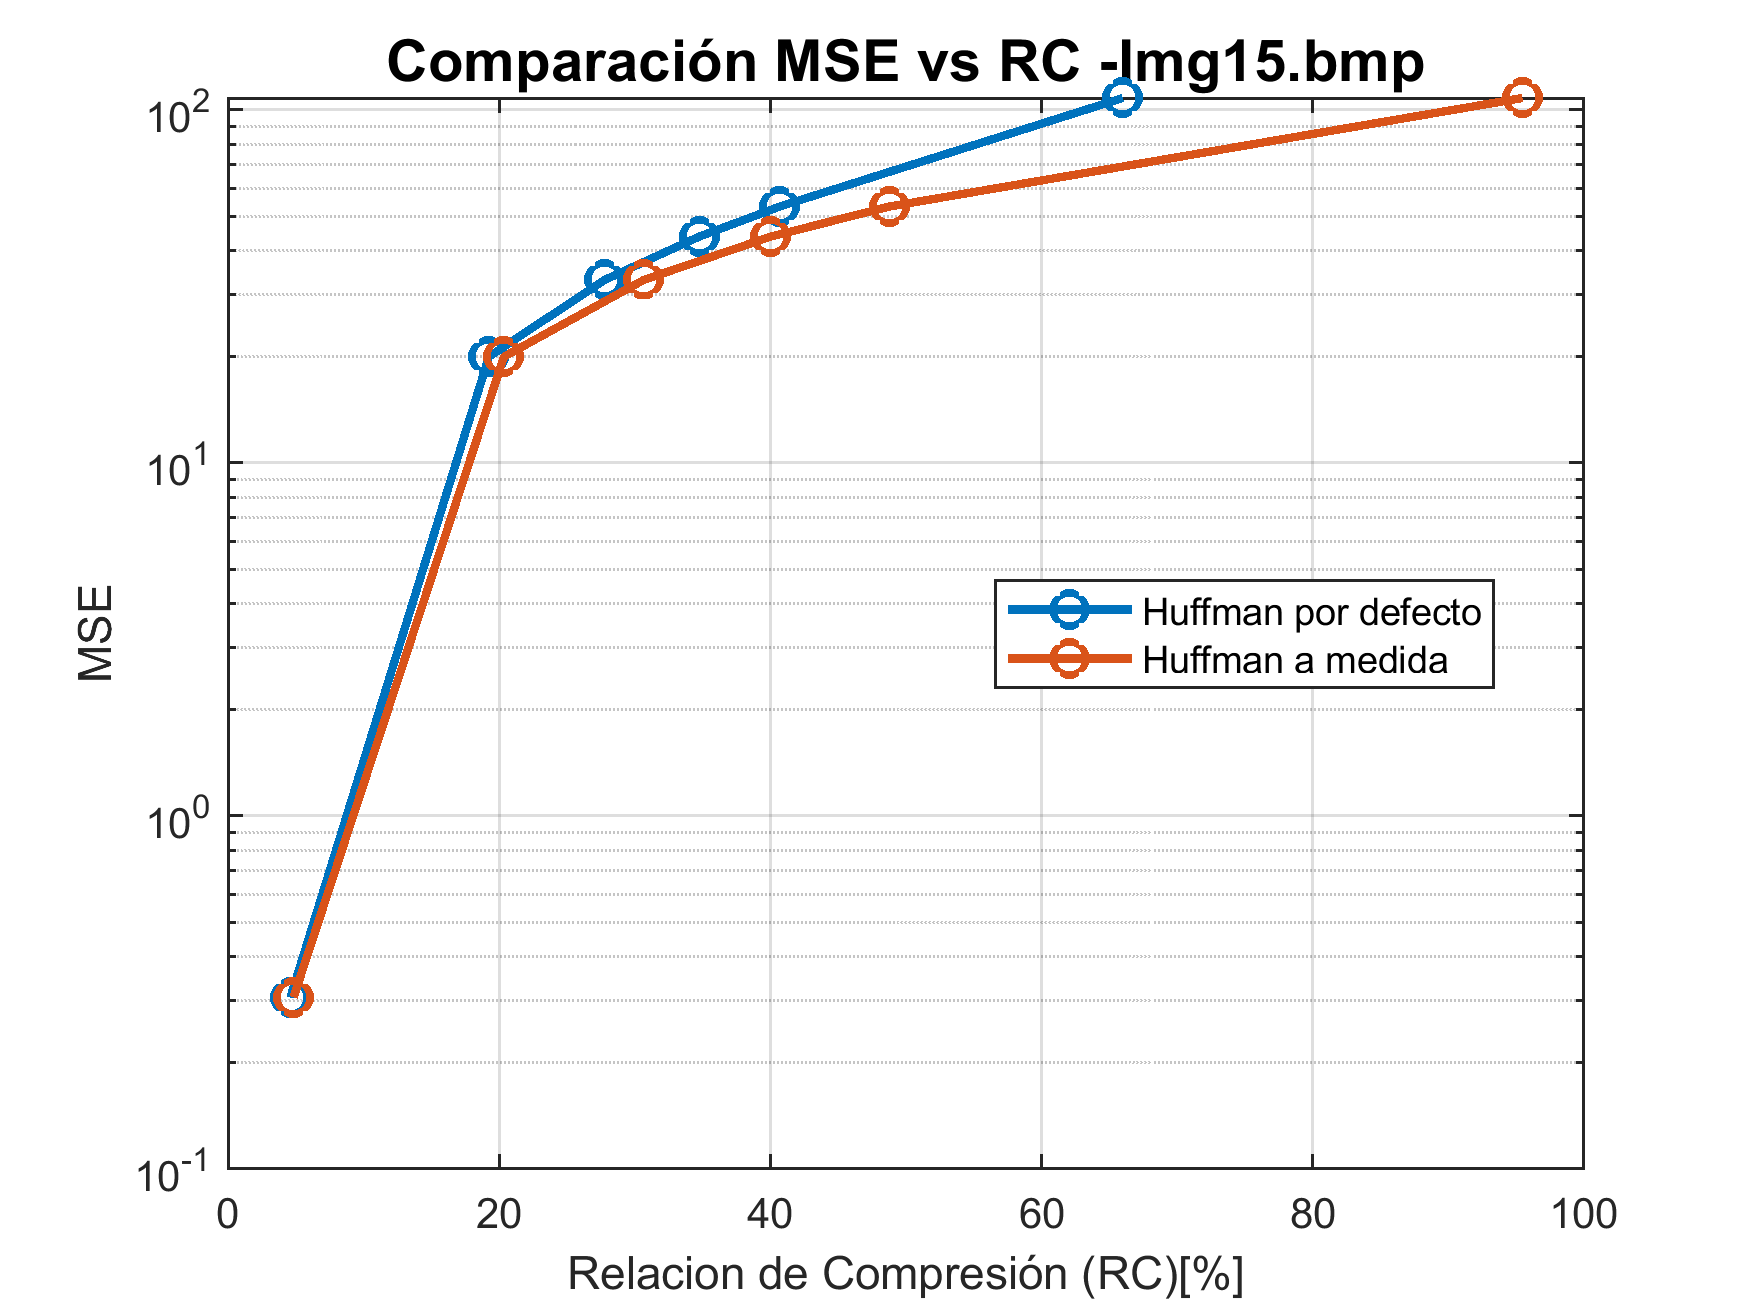 Comparación MSE vs RC -Img15.bmp
10^2
10^1
10^0
10^-1
MSE
Huffman por defecto
Huffman a medida
0 20 40 60 80 100
Relacion de Compresión (RC)[%]